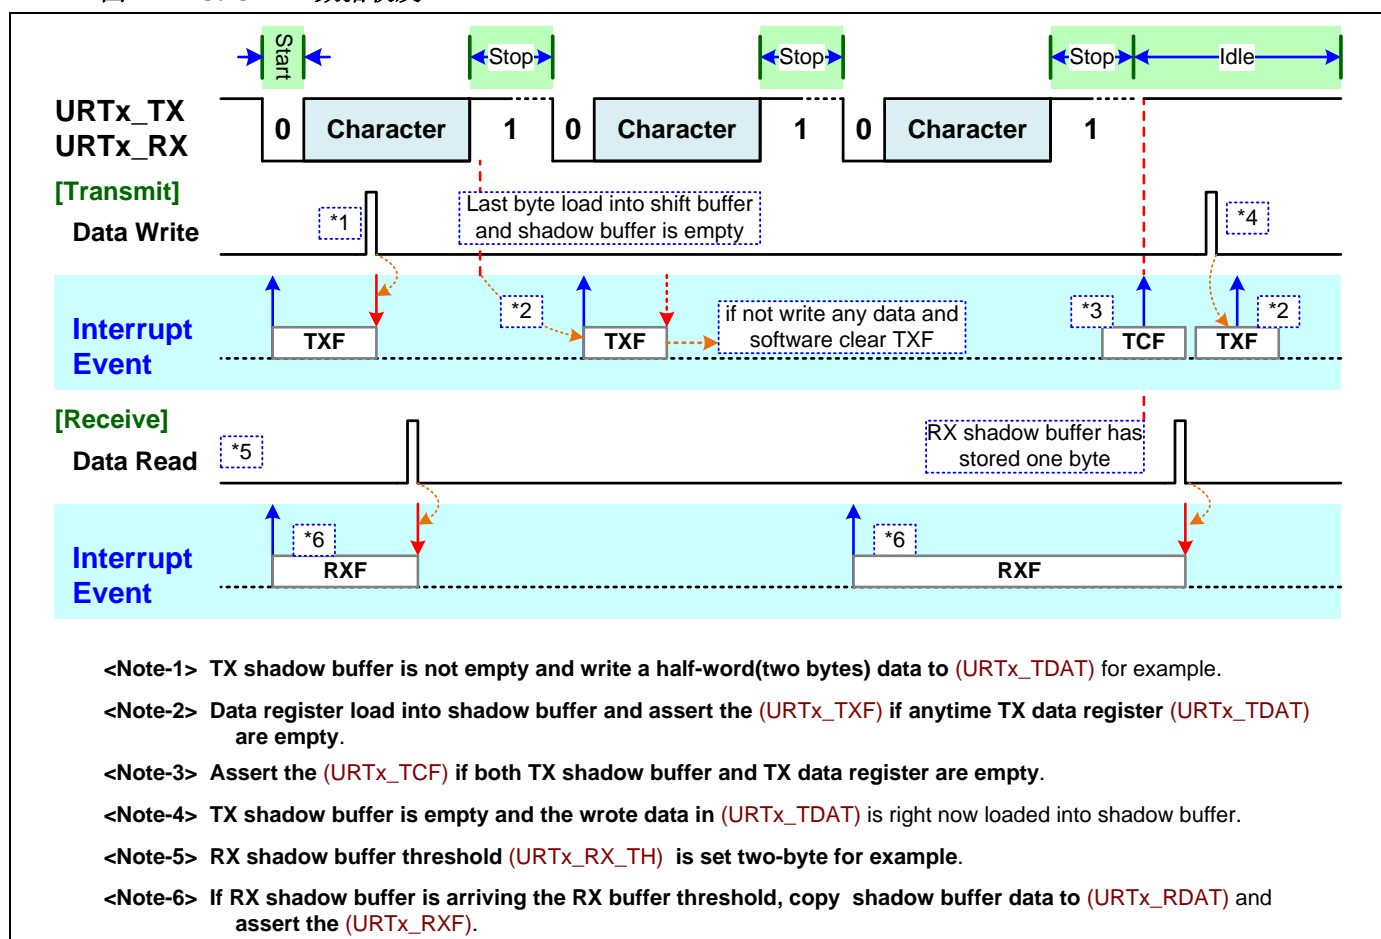 Start
Stop
Stop
Stop
Idle
URTx_TX
URTx_RX
0
Character
1
0
Character
1
0
Character
1
[Transmit]
Data Write
*1
Last byte load into shift buffer
and shadow buffer is empty
*4
Interrupt
Event
TXF
*2
TXF
if not write any data and
software clear TXF
*3
TCF
TXF
*2
[Receive]
Data Read
*5
RX shadow buffer has
stored one byte
Interrupt
Event
*6
RXF
*6
RXF
<Note-1> TX shadow buffer is not empty and write a half-word(two bytes) data to (URTx_TDAT) for example.
<Note-2> Data register load into shadow buffer and assert the (URTx_TXF) if anytime TX data register (URTx_TDAT)
are empty.
<Note-3> Assert the (URTx_TCF) if both TX shadow buffer and TX data register are empty.
<Note-4> TX shadow buffer is empty and the wrote data in (URTx_TDAT) is right now loaded into shadow buffer.
<Note-5> RX shadow buffer threshold (URTx_RX_TH) is set two-byte for example.
<Note-6> If RX shadow buffer is arriving the RX buffer threshold, copy shadow buffer data to (URTx_RDAT) and
assert the (URTx_RXF).